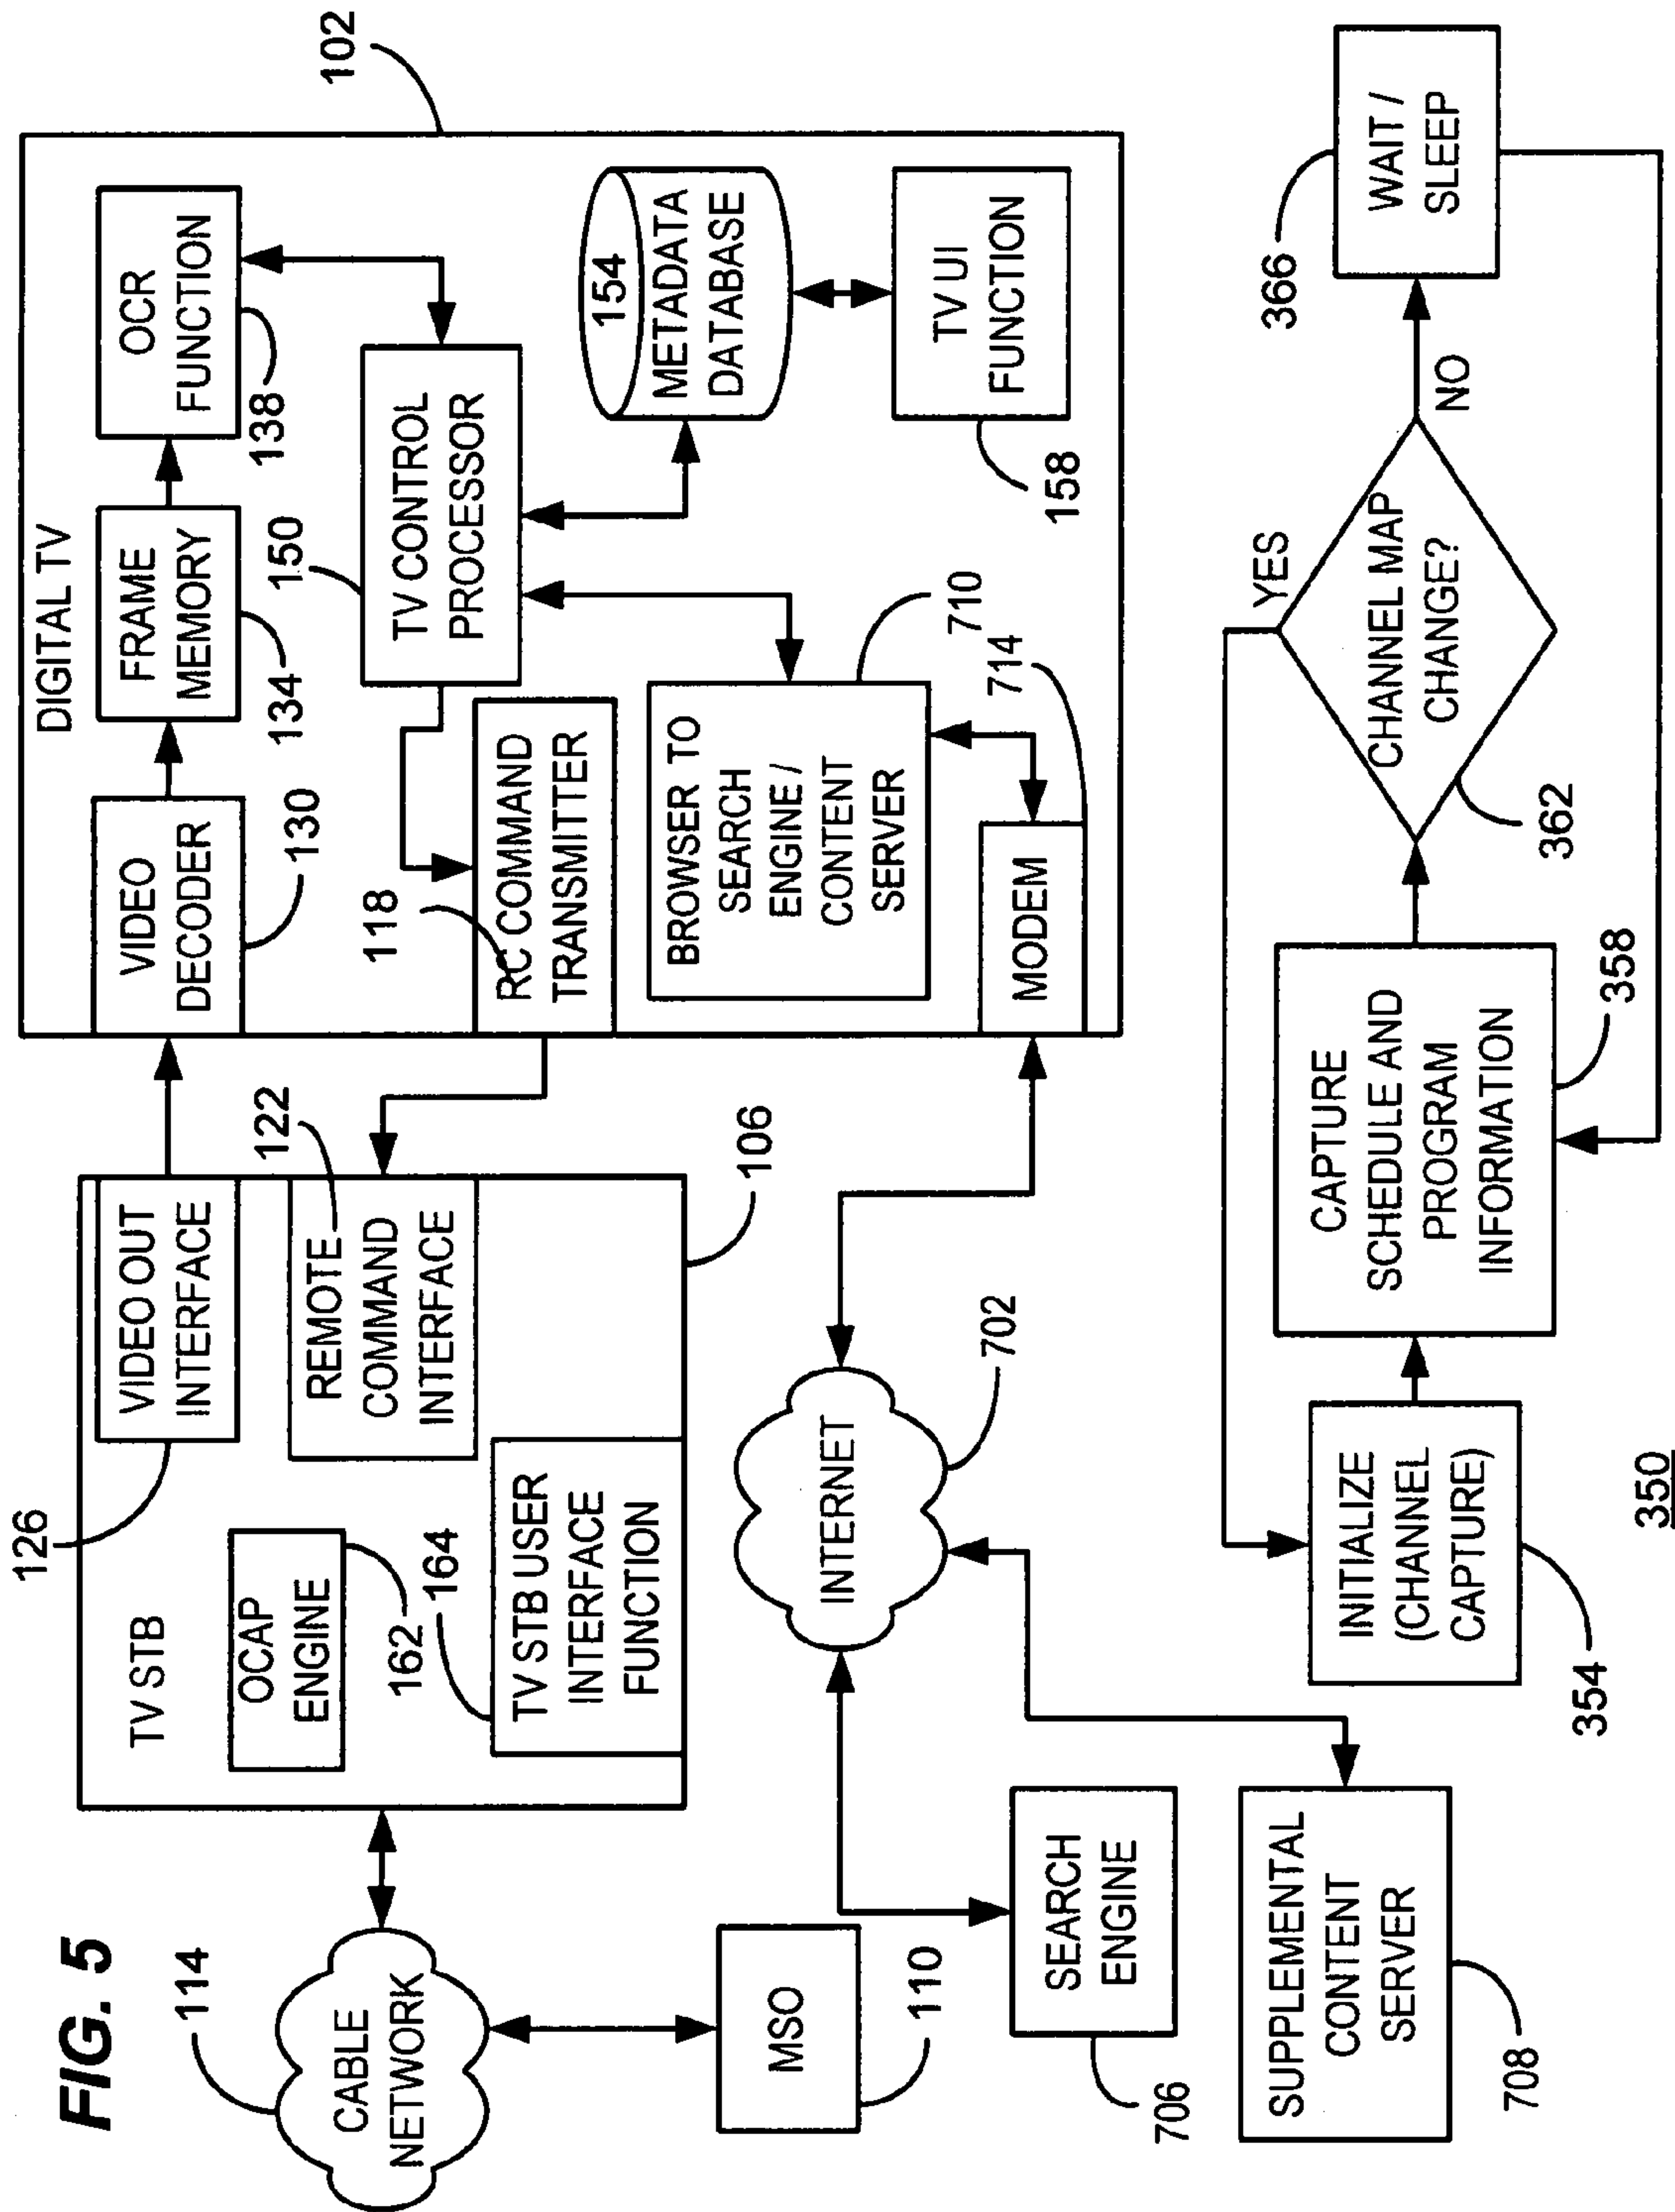 FIG. 5
114
CABLE
NETWORK
MSO
110
TV STB
106
OCAP
ENGINE
162
164
TV STB USER
INTERFACE
FUNCTION
126
VIDEO OUT
INTERFACE
122
REMOTE
COMMAND
INTERFACE
DIGITAL TV
102
VIDEO
DECODER
130
FRAME
MEMORY
134
OCR
FUNCTION
138
150
TV CONTROL
PROCESSOR
118
RC COMMAND
TRANSMITTER
154
METADATA
DATABASE
TV UI
FUNCTION
158
BROWSER TO
SEARCH
ENGINE /
CONTENT
SERVER
710
714
MODEM
INTERNET
702
SEARCH
ENGINE
706
SUPPLEMENTAL
CONTENT
SERVER
708
INITIALIZE
(CHANNEL
CAPTURE)
354
CAPTURE
SCHEDULE AND
PROGRAM
INFORMATION
358
CHANNEL MAP
CHANGE?
362
YES
NO
366
WAIT /
SLEEP
350